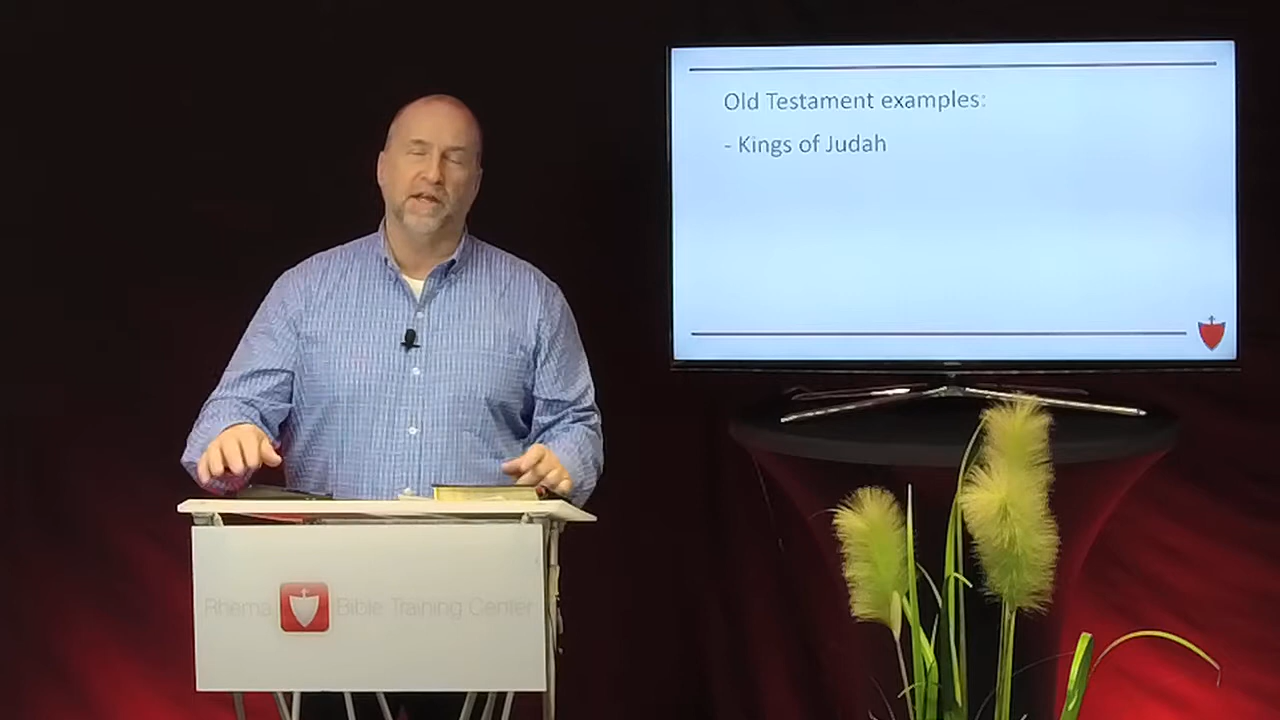 Old Testament examples:
- Kings of Judah
Rhema Bible Training Center